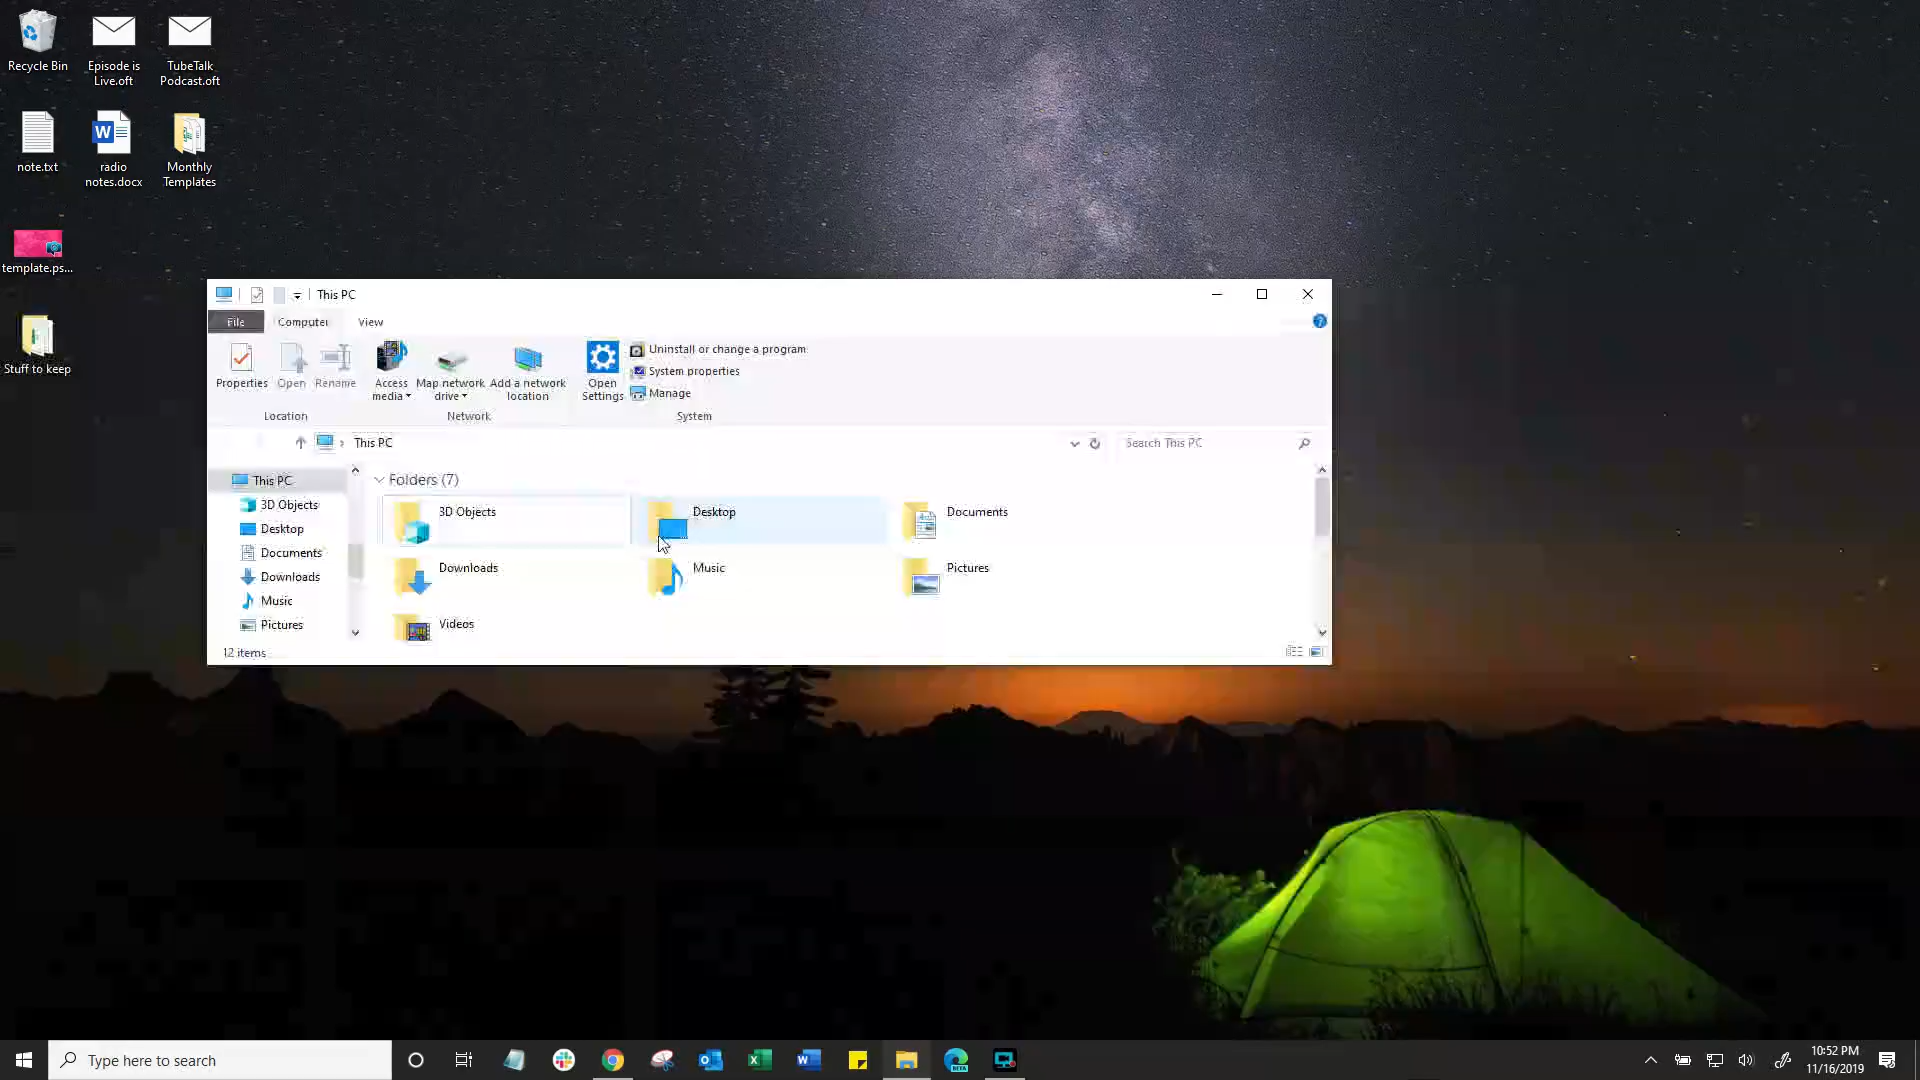 Recycle Bin
Episode is
Live.oft
TubeTalk
Podcast.oft
note.txt
radio
notes.docx
Monthly
Templates
template.ps...
Stuff to keep
This PC
File
Computer
View
Properties
Open
Rename
Access
media
Map network
drive
Add a network
location
Open
Settings
Uninstall or change a program
System properties
Manage
Location
Network
System
This PC
Search This PC
This PC
3D Objects
Desktop
Documents
Downloads
Music
Pictures
Folders (7)
3D Objects
Desktop
Documents
Downloads
Music
Pictures
Videos
12 items
Type here to search
BETA
10:52 PM
11/16/2019